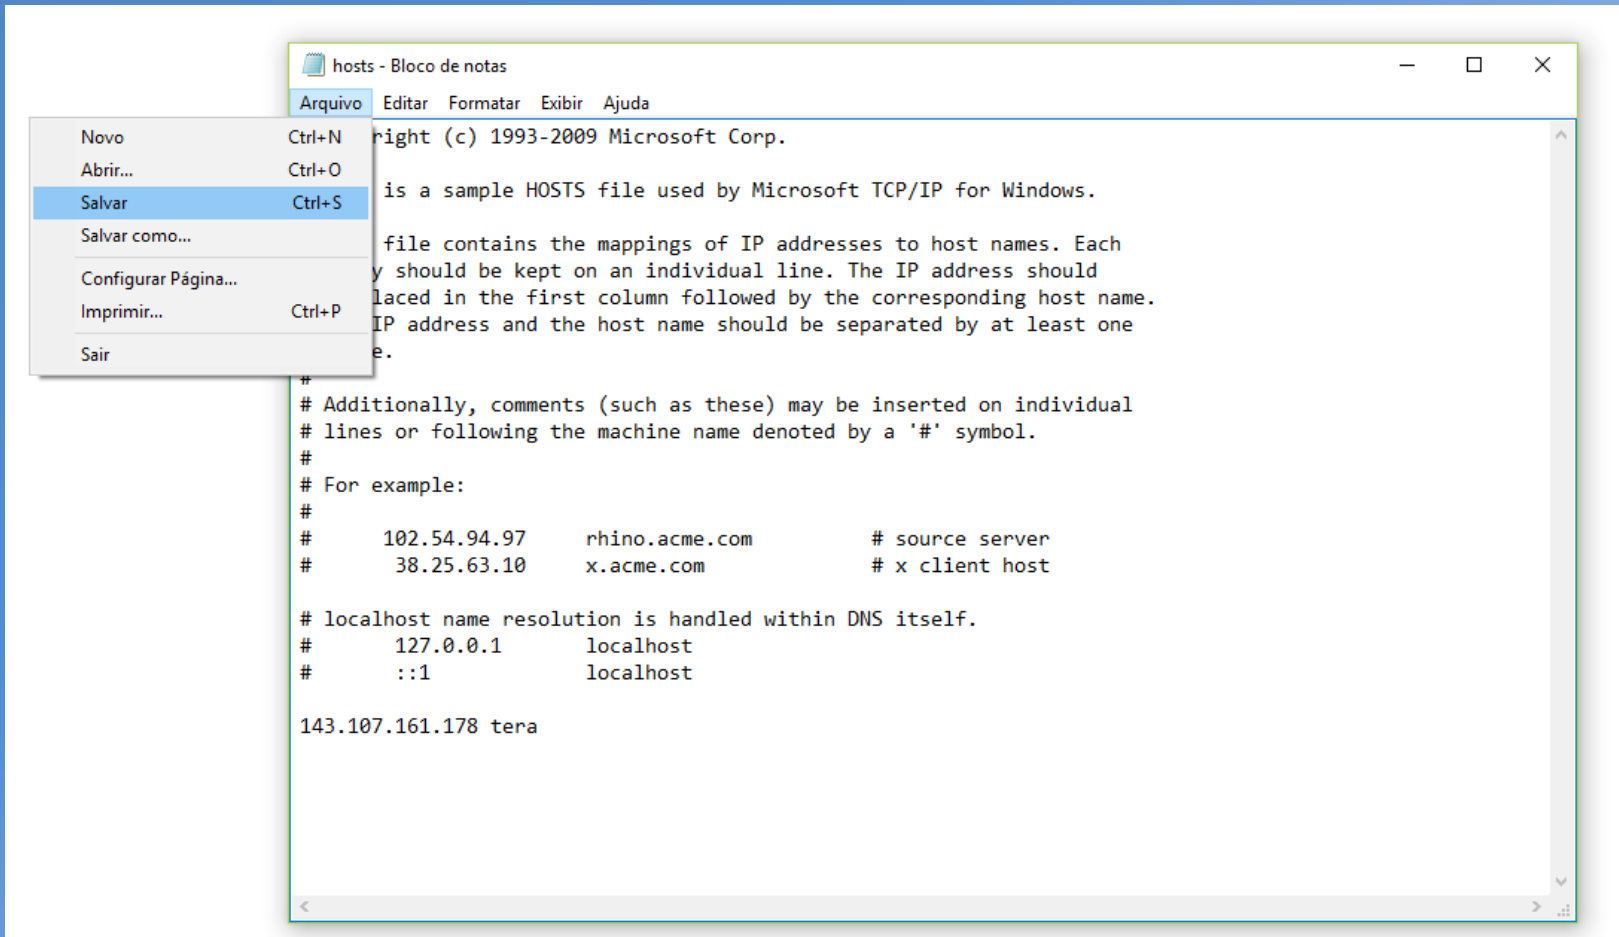 hosts - Bloco de notas
Arquivo Editar Formatar Exibir Ajuda
Novo Ctrl+N
Abrir... Ctrl+O
Salvar Ctrl+S
Salvar como...
Configurar Página...
Imprimir... Ctrl+P
Sair
right (c) 1993-2009 Microsoft Corp.
is a sample HOSTS file used by Microsoft TCP/IP for Windows.
file contains the mappings of IP addresses to host names. Each
y should be kept on an individual line. The IP address should
laced in the first column followed by the corresponding host name.
IP address and the host name should be separated by at least one
e.
#
# Additionally, comments (such as these) may be inserted on individual
# lines or following the machine name denoted by a '#' symbol.
#
# For example:
#
# 102.54.94.97 rhino.acme.com # source server
# 38.25.63.10 x.acme.com # x client host
# localhost name resolution is handled within DNS itself.
# 127.0.0.1 localhost
# ::1 localhost
143.107.161.178 tera